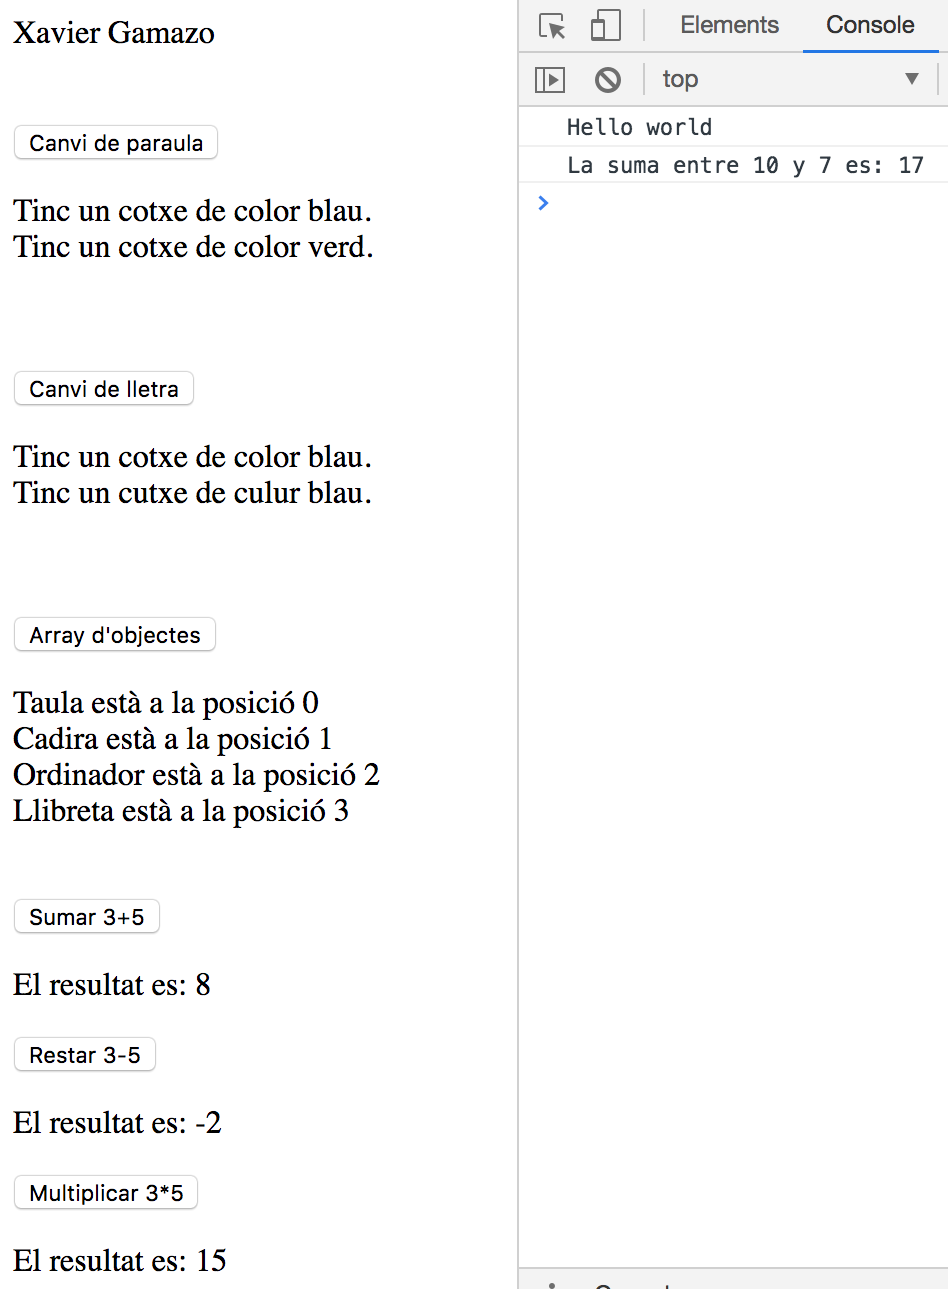 Xavier Gamazo
Canvi de paraula
Tinc un cotxe de color blau.
Tinc un cotxe de color verd.
Canvi de lletra
Tinc un cotxe de color blau.
Tinc un cutxe de culur blau.
Array d'objectes
Taula està a la posició 0
Cadira està a la posició 1
Ordinador està a la posició 2
Llibreta està a la posició 3
Sumar 3+5
El resultat es: 8
Restar 3-5
El resultat es: -2
Multiplicar 3*5
El resultat es: 15
Elements Console
top
Hello world
La suma entre 10 y 7 es: 17